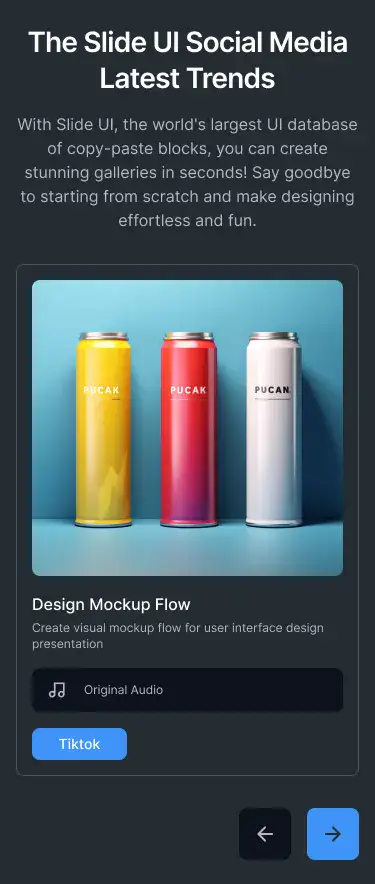 The Slide UI Social Media
Latest Trends
With Slide UI, the world's largest UI database
of copy-paste blocks, you can create
stunning galleries in seconds! Say goodbye
to starting from scratch and make designing
effortless and fun.
PUCAK
PUCAK
PUCAN
Design Mockup Flow
Create visual mockup flow for user interface design
presentation
Original Audio
Tiktok